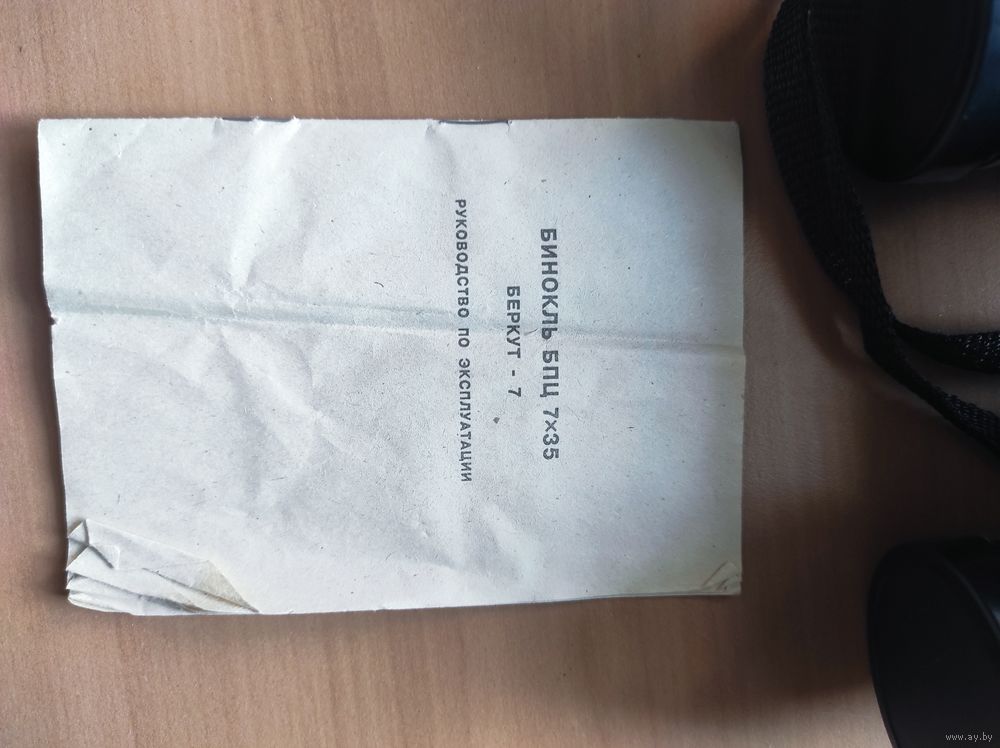 БИНОКЛЬ БПЦ 7×35
БЕРКУТ - 7
РУКОВОДСТВО ПО ЭКСПЛУАТАЦИИ
www.ay.by